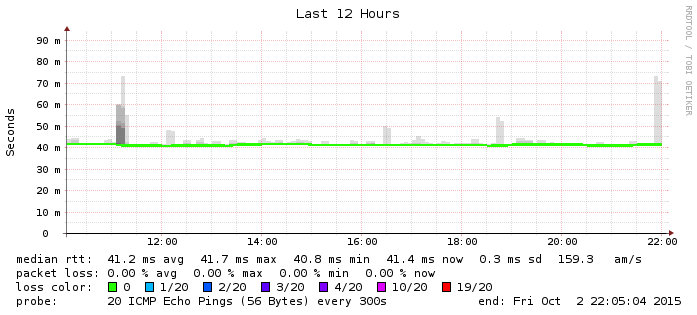 Last 12 Hours
RRDTOOL / TOBI OETIKER
Seconds
90 m
80 m
70 m
60 m
50 m
40 m
30 m
20 m
10 m
0
12:00 14:00 16:00 18:00 20:00 22:00
median rtt: 41.2 ms avg 41.7 ms max 40.8 ms min 41.4 ms now 0.3 ms sd 159.3 am/s
packet loss: 0.00 % avg 0.00 % max 0.00 % min 0.00 % now
loss color: 0 1/20 2/20 3/20 4/20 10/20 19/20
probe: 20 ICMP Echo Pings (56 Bytes) every 300s end: Fri Oct 2 22:05:04 2015